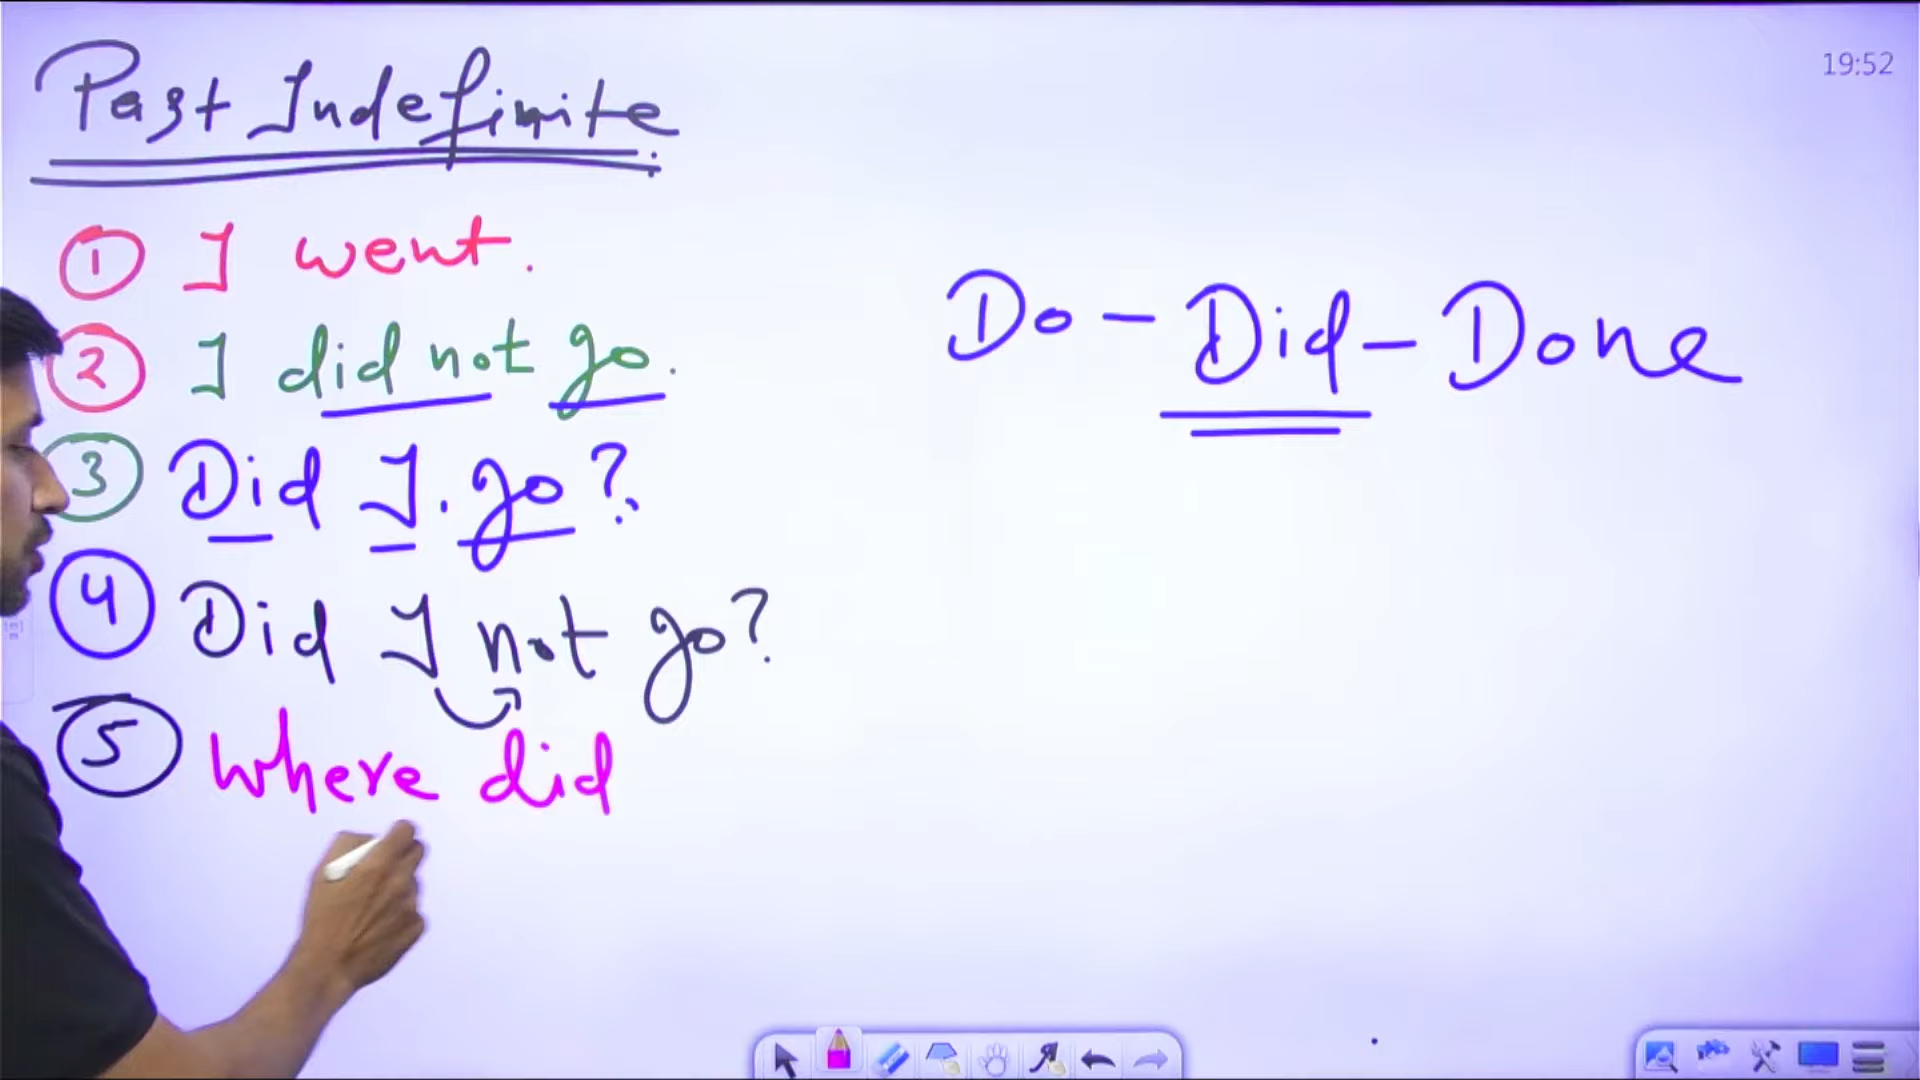 Past Indefinite
19:52
① I went.
② I did not go.
Do - Did - Done
③ Did I go?
④ Did I not go?
⑤ Where did